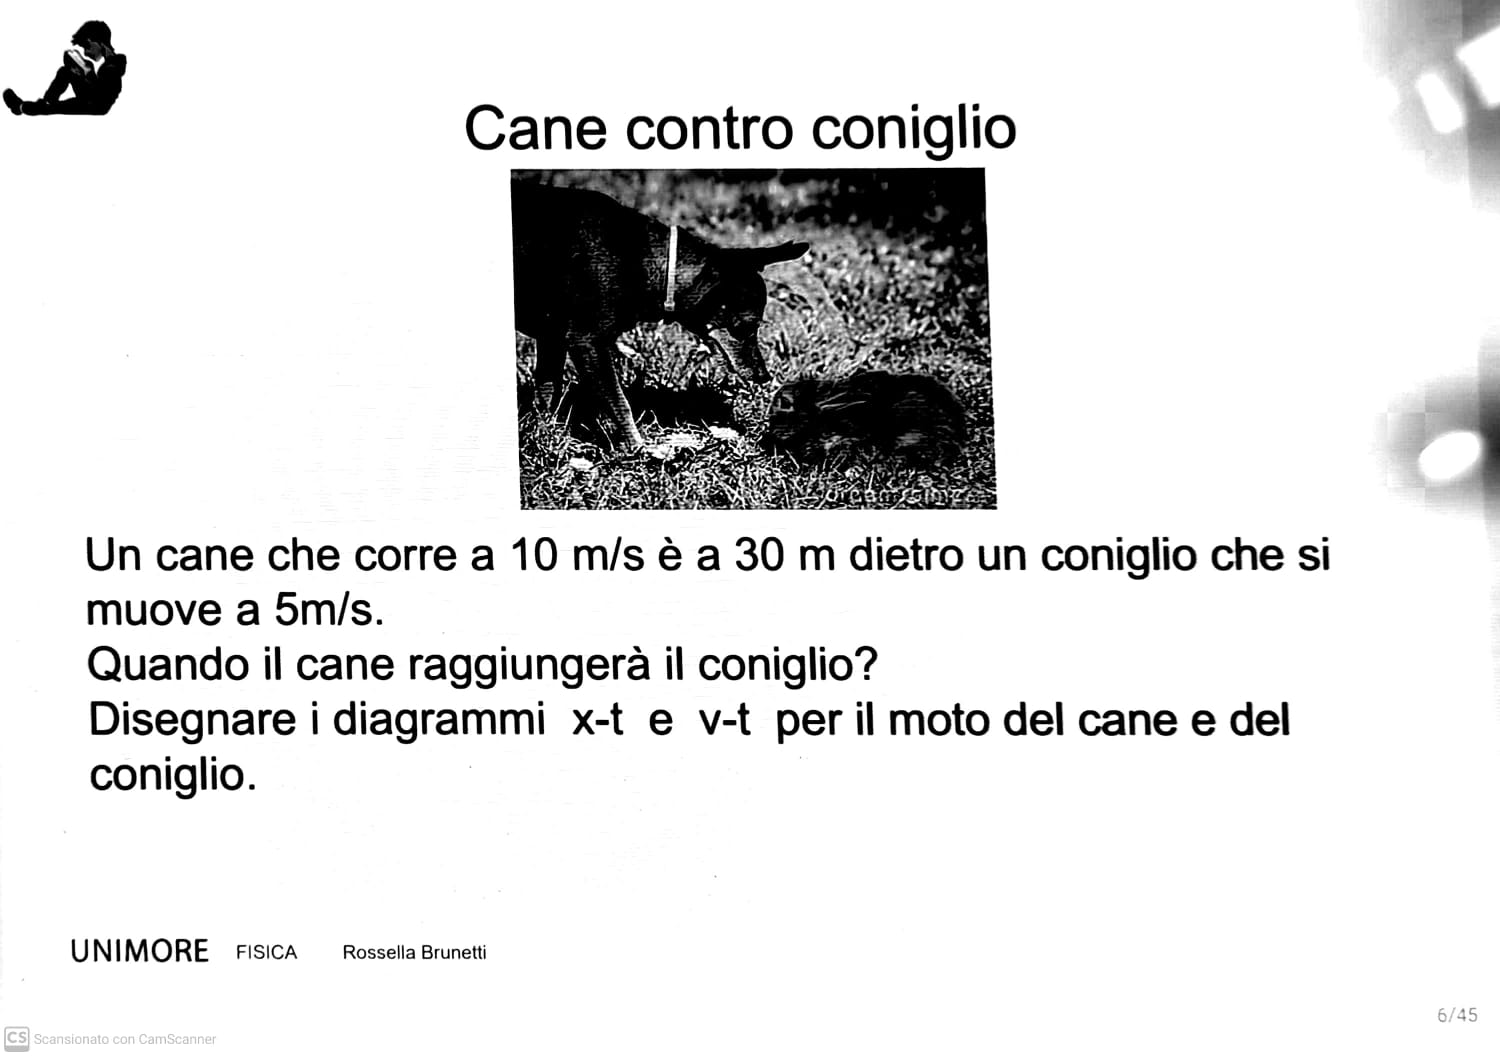 Cane contro coniglio
Un cane che corre a 10 m/s è a 30 m dietro un coniglio che si
muove a 5m/s.
Quando il cane raggiungerà il coniglio?
Disegnare i diagrammi x-t e v-t per il moto del cane e del
coniglio.
UNIMORE FISICA Rossella Brunetti
6/45
CS Scansionato con CamScanner